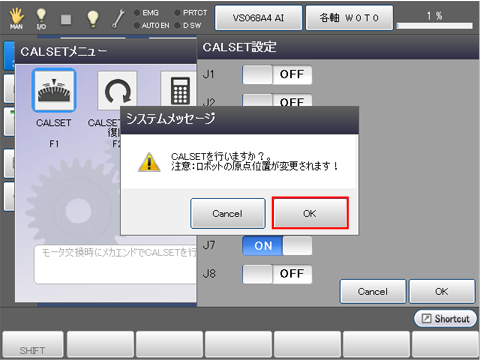 EMG PRTCT
MAN I/O AUTO EN D SW
VS068A4 AI
各軸 W0T0
1 %
CALSETメニュー
CALSET設定
J1 OFF
J2 OFF
CALSET
F1
システムメッセージ
CALSETを行いますか？。
注意：ロボットの原点位置が変更されます！
Cancel OK
J7 ON
モータ交換時にメカエンドでCALSETを行
J8 OFF
Cancel OK
Shortcut
SHIFT